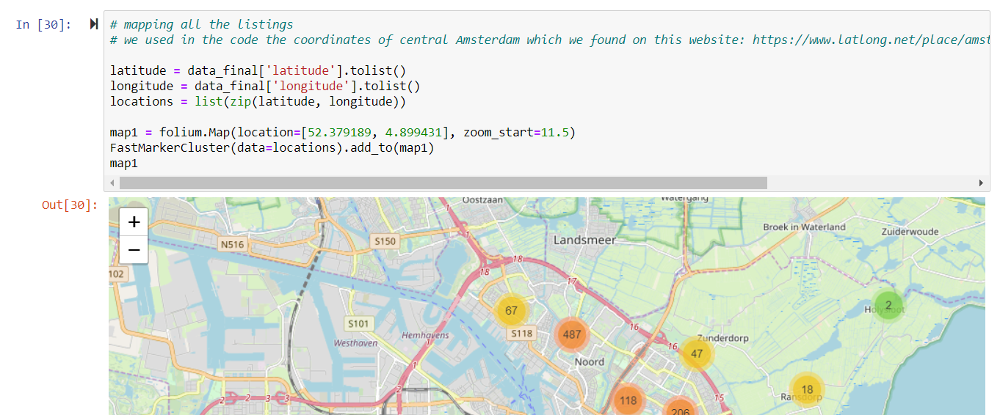 In [30]:
# mapping all the listings
# we used in the code the coordinates of central Amsterdam which we found on this website: https://www.latlong.net/place/amst
latitude = data_final['latitude'].tolist()
longitude = data_final['longitude'].tolist()
locations = list(zip(latitude, longitude))
map1 = folium.Map(location=[52.379189, 4.899431], zoom_start=11.5)
FastMarkerCluster(data=locations).add_to(map1)
map1
Out[30]:
+
−
Oostzaan
Watergang
1
1
N516
S150
Landsmeer
Broek in Waterland
Zuiderwoude
102
18
18
17
67
2
Holysloot
S101
S118
487
16
16
Zunderdorp
Westhaven
Hemhavens
47
Noord
1
18
Ransdorp
2
2
3
3
2
118
206
15